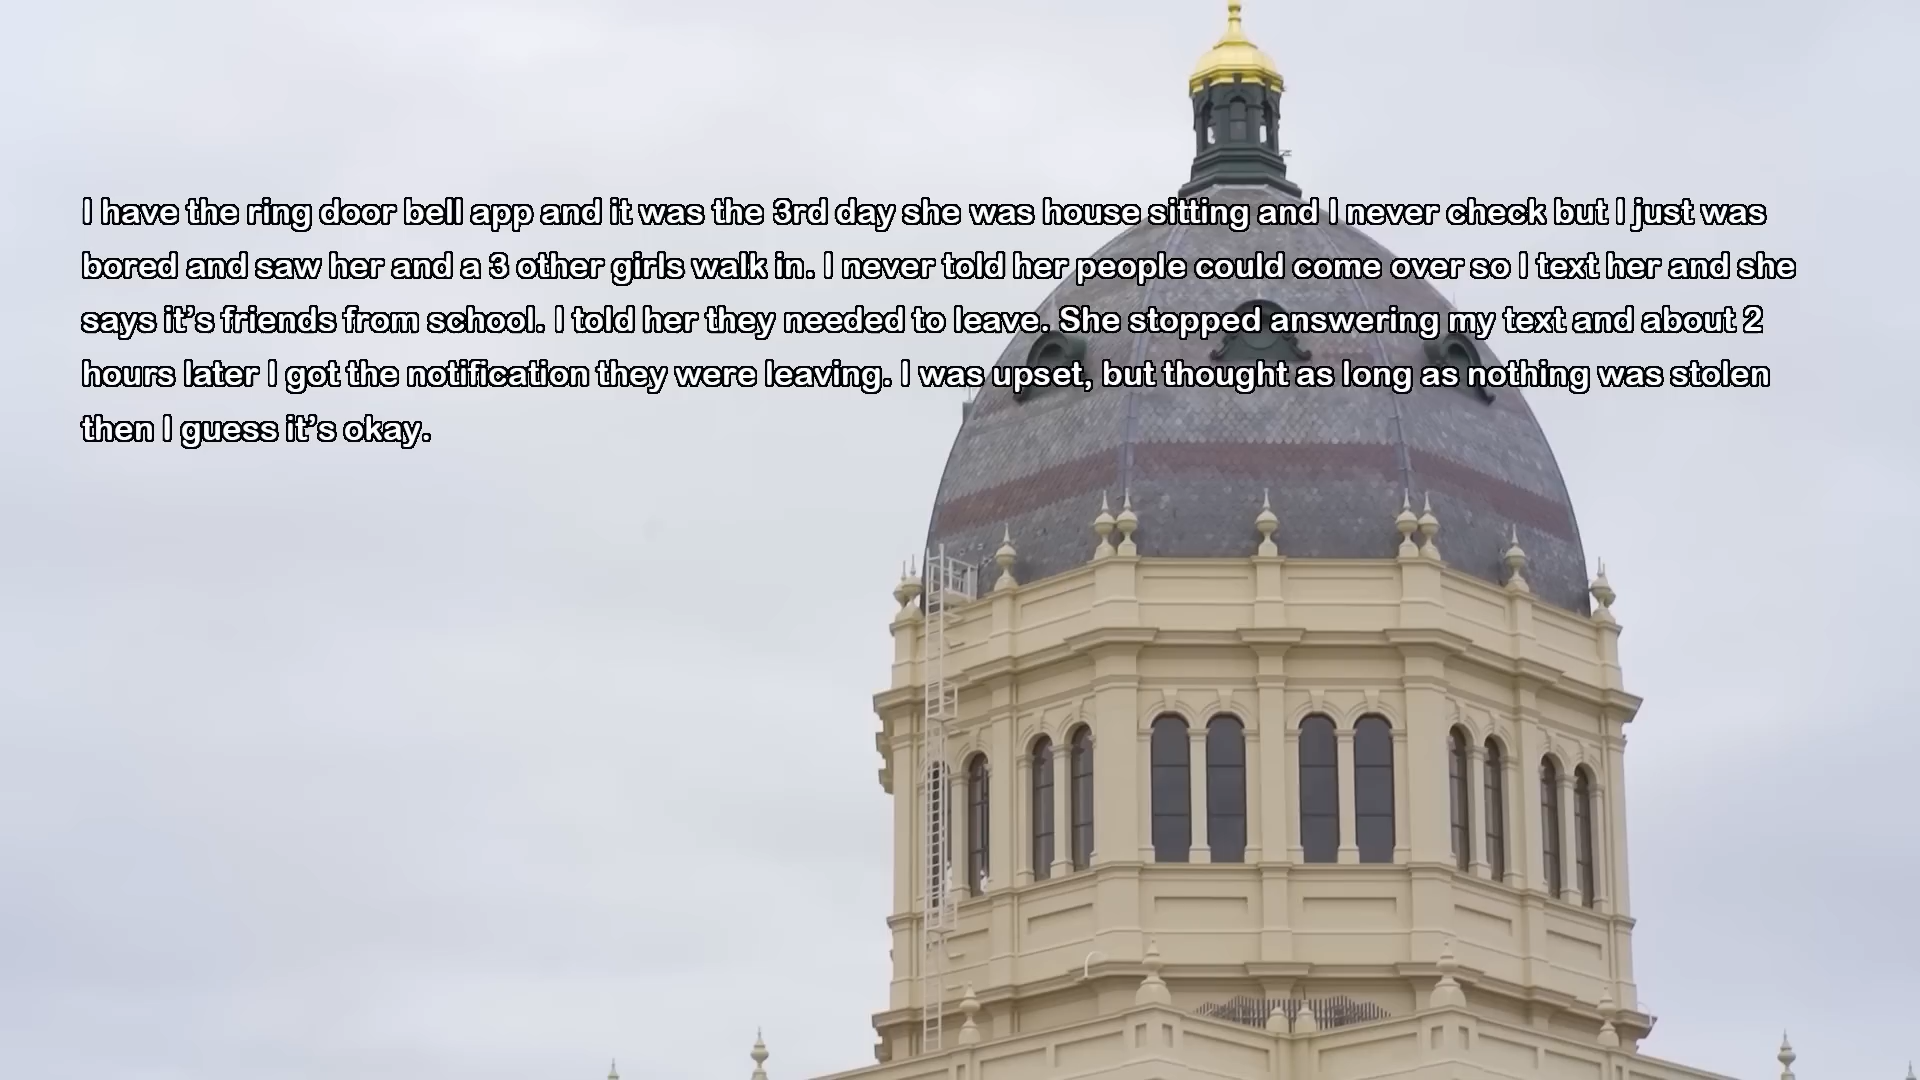 I have the ring door bell app and it was the 3rd day she was house sitting and I never check but I just was
bored and saw her and a 3 other girls walk in. I never told her people could come over so I text her and she
says it’s friends from school. I told her they needed to leave. She stopped answering my text and about 2
hours later I got the notification they were leaving. I was upset, but thought as long as nothing was stolen
then I guess it’s okay.